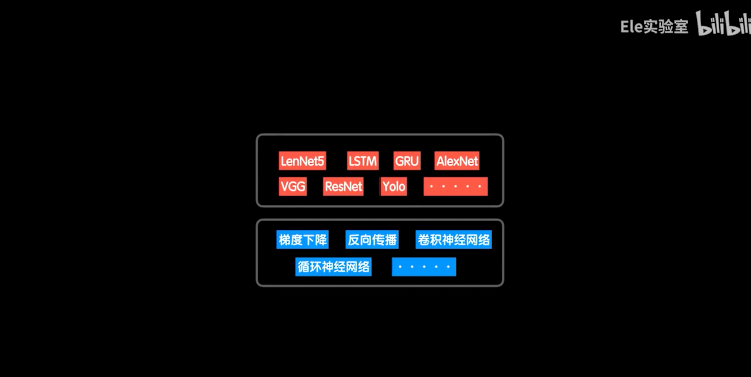 Ele实验室 bilibili
LenNet5 LSTM GRU AlexNet
VGG ResNet Yolo · · · · ·
梯度下降 反向传播 卷积神经网络
循环神经网络 · · · · ·